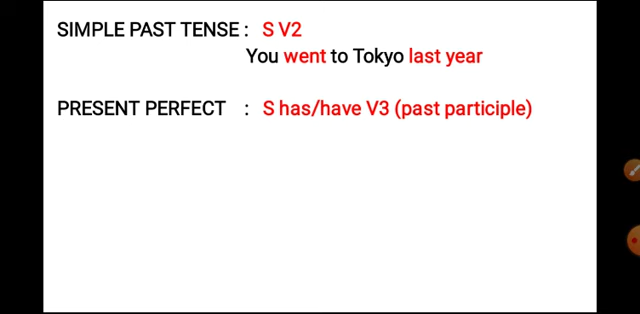 SIMPLE PAST TENSE : S V2
You went to Tokyo last year
PRESENT PERFECT : S has/have V3 (past participle)